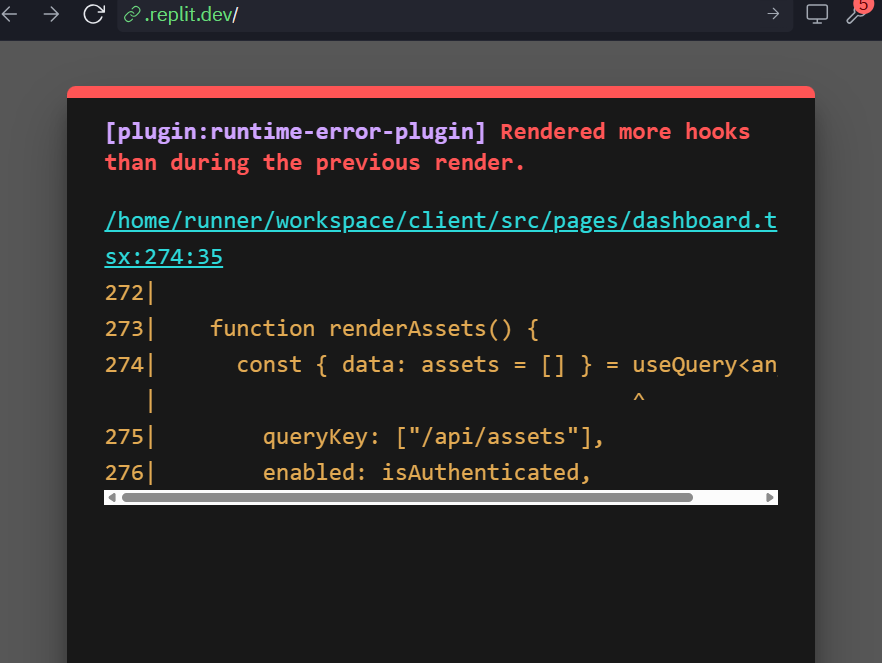 .replit.dev/
5
[plugin:runtime-error-plugin] Rendered more hooks
than during the previous render.
/home/runner/workspace/client/src/pages/dashboard.t
sx:274:35
272|
273|    function renderAssets() {
274|      const { data: assets = [] } = useQuery<an
   |                                    ^
275|        queryKey: ["/api/assets"],
276|        enabled: isAuthenticated,